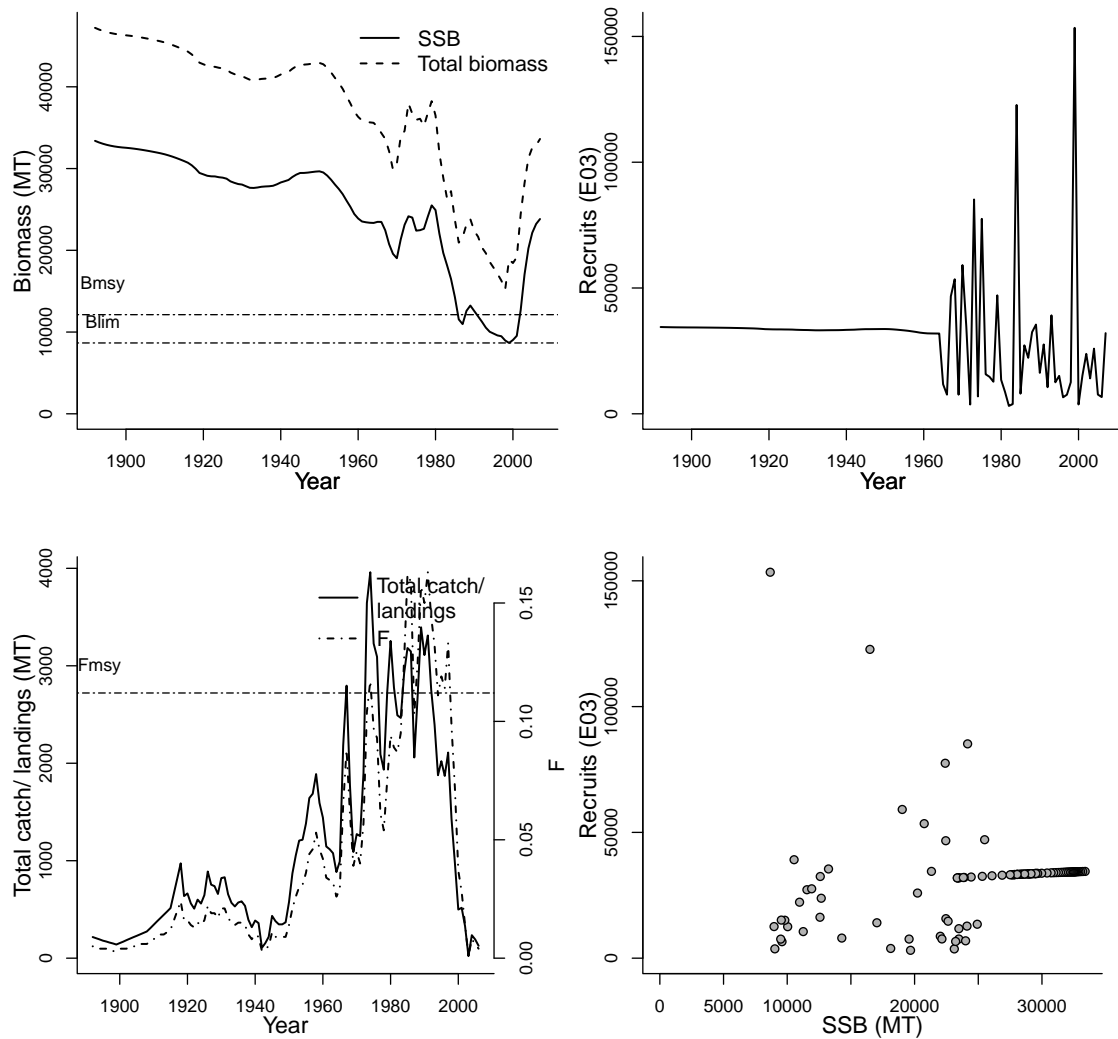 SSB
Total biomass
Biomass (MT)
0 10000 20000 30000 40000
Bmsy
Blim
1900 1920 1940 1960 1980 2000
Year
Recruits (E03)
0 50000 100000 150000
1900 1920 1940 1960 1980 2000
Year
Total catch/
landings
F
Total catch/ landings (MT)
0 1000 2000 3000 4000
Fmsy
0.00 0.05 0.10 0.15
F
1900 1920 1940 1960 1980 2000
Year
Recruits (E03)
0 50000 100000 150000
0 5000 10000 20000 30000
SSB (MT)